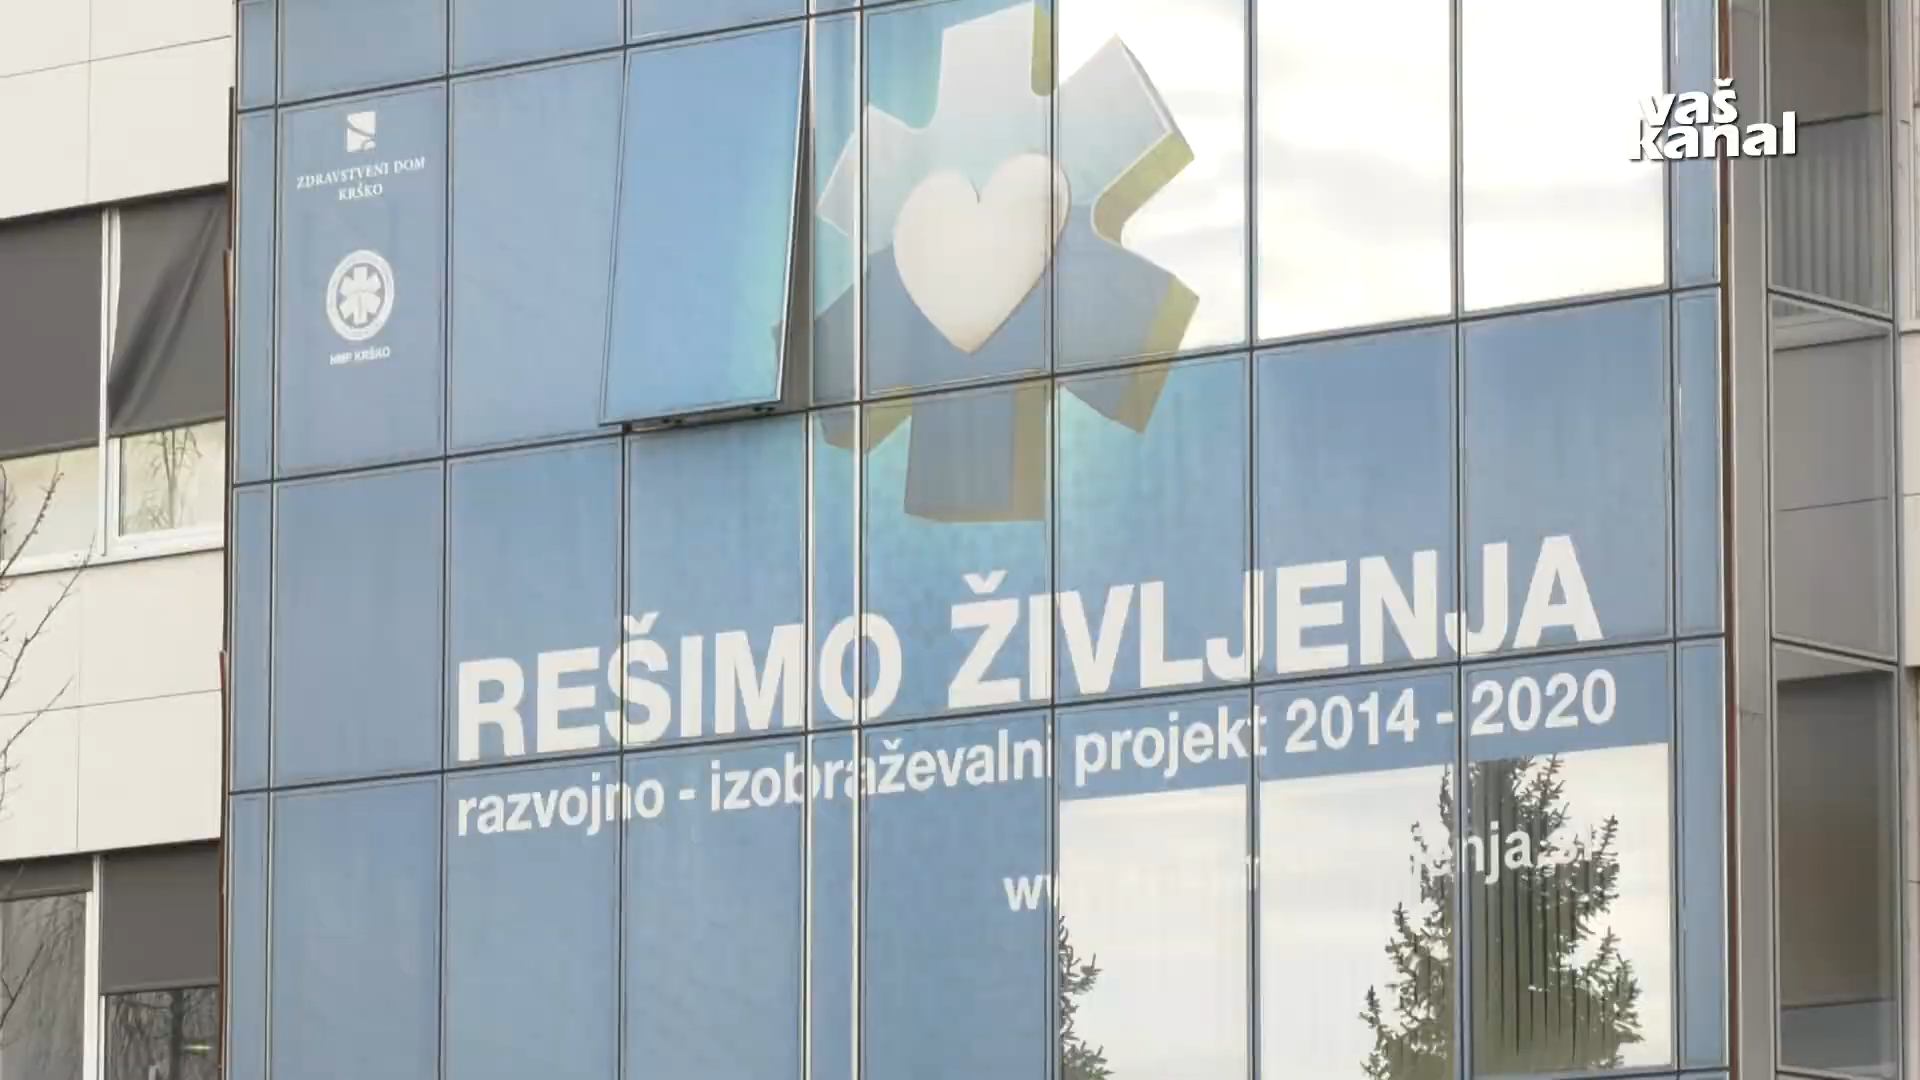 vaš
kanal
ZDRAVSTVENI DOM
KRŠKO
NMP KRŠKO
REŠIMO ŽIVLJENJA
razvojno - izobraževalni projekt 2014 - 2020